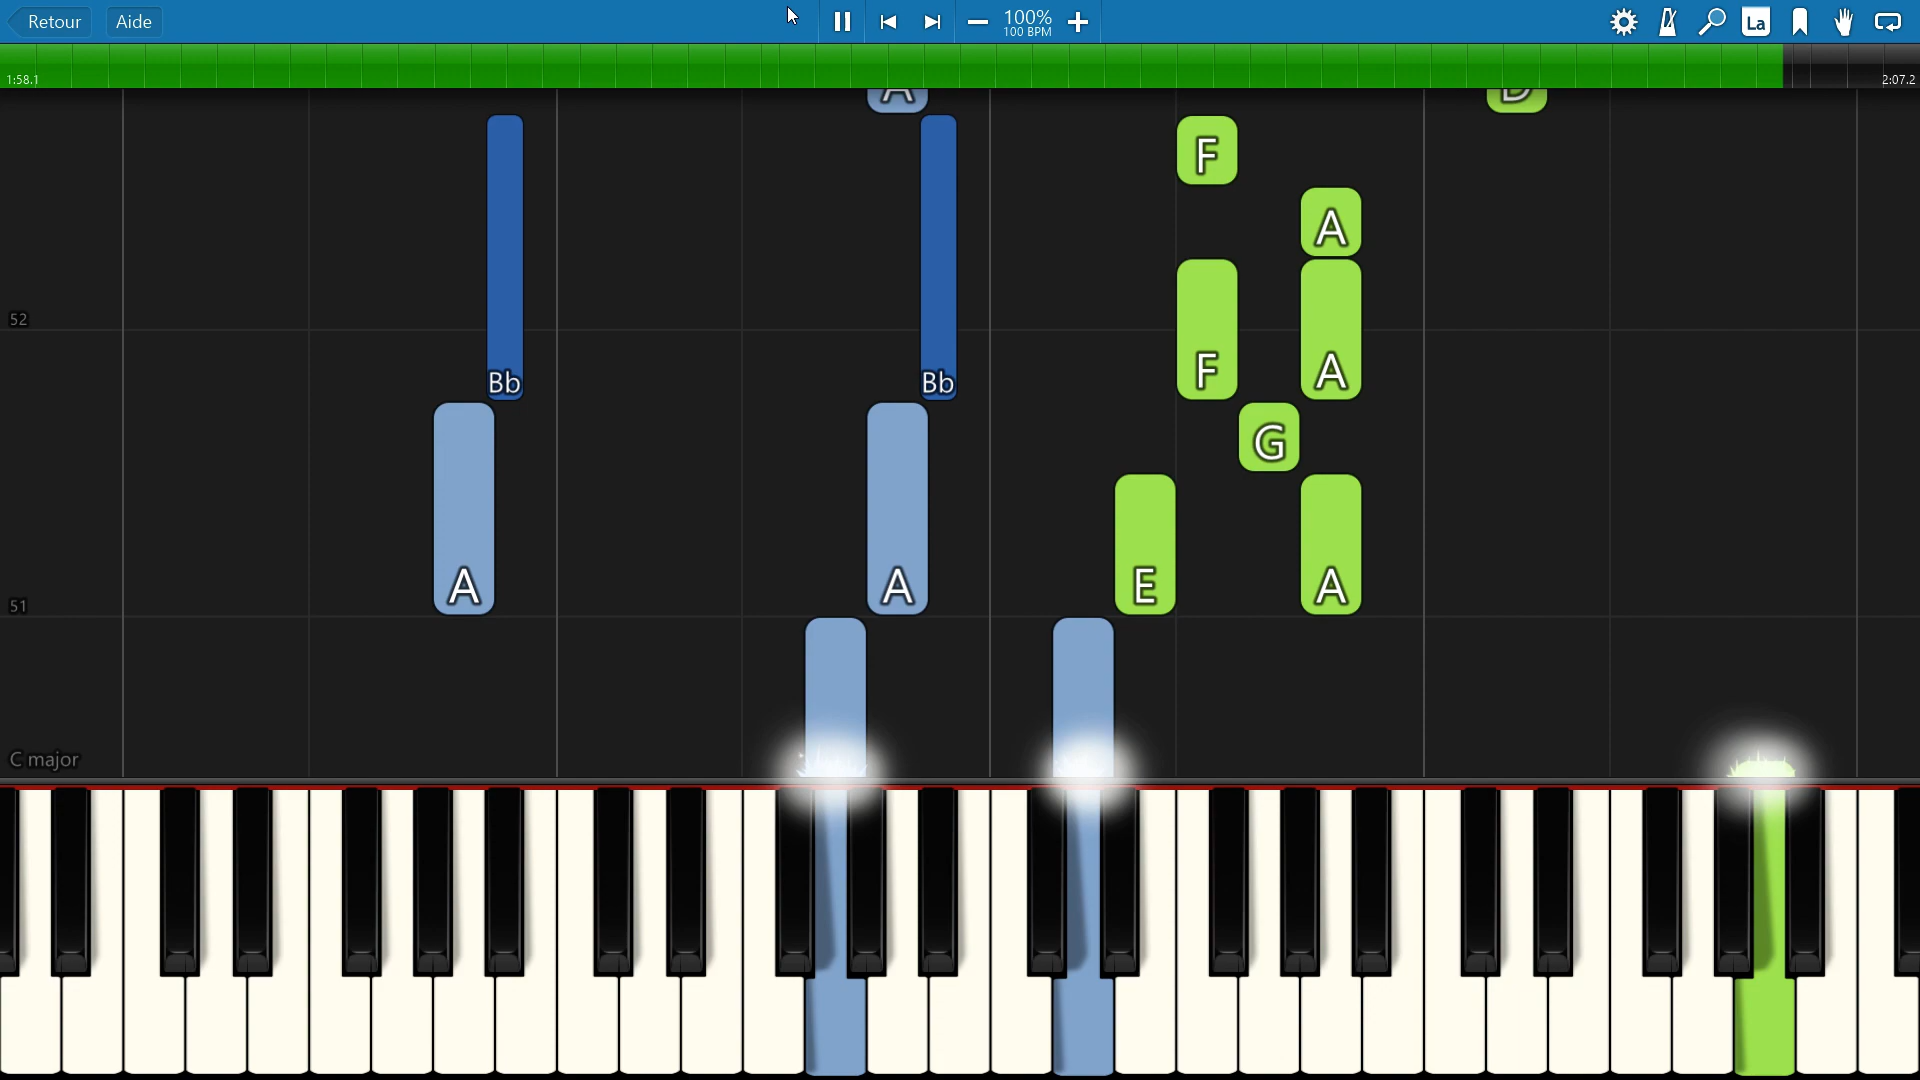 Retour Aide 100% La
100 BPM
1:58.1 2:07.2
A D
F
A
52
Bb Bb F A
G
A A E A
51
C major